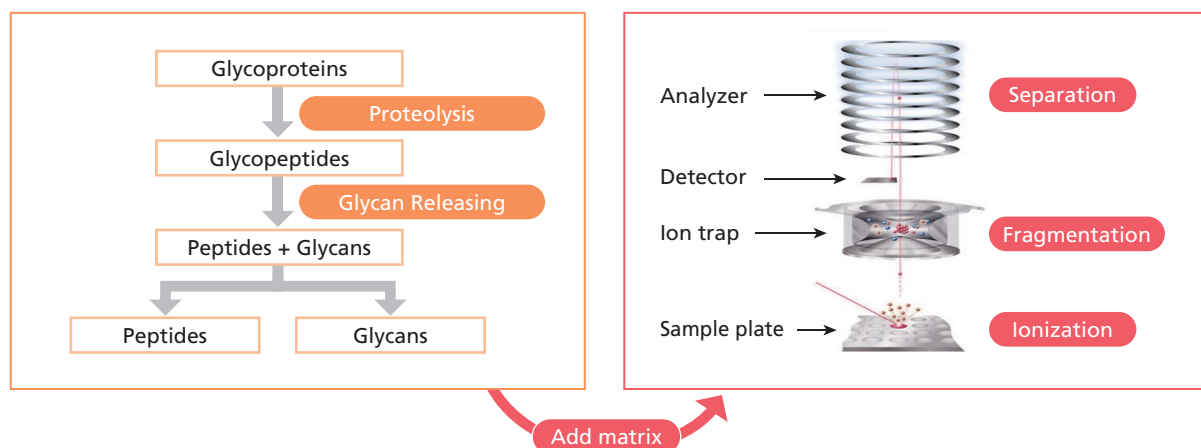 Glycoproteins
Proteolysis
Glycopeptides
Glycan Releasing
Peptides + Glycans
Peptides
Glycans
Analyzer
Separation
Detector
Ion trap
Fragmentation
Sample plate
Ionization
Add matrix